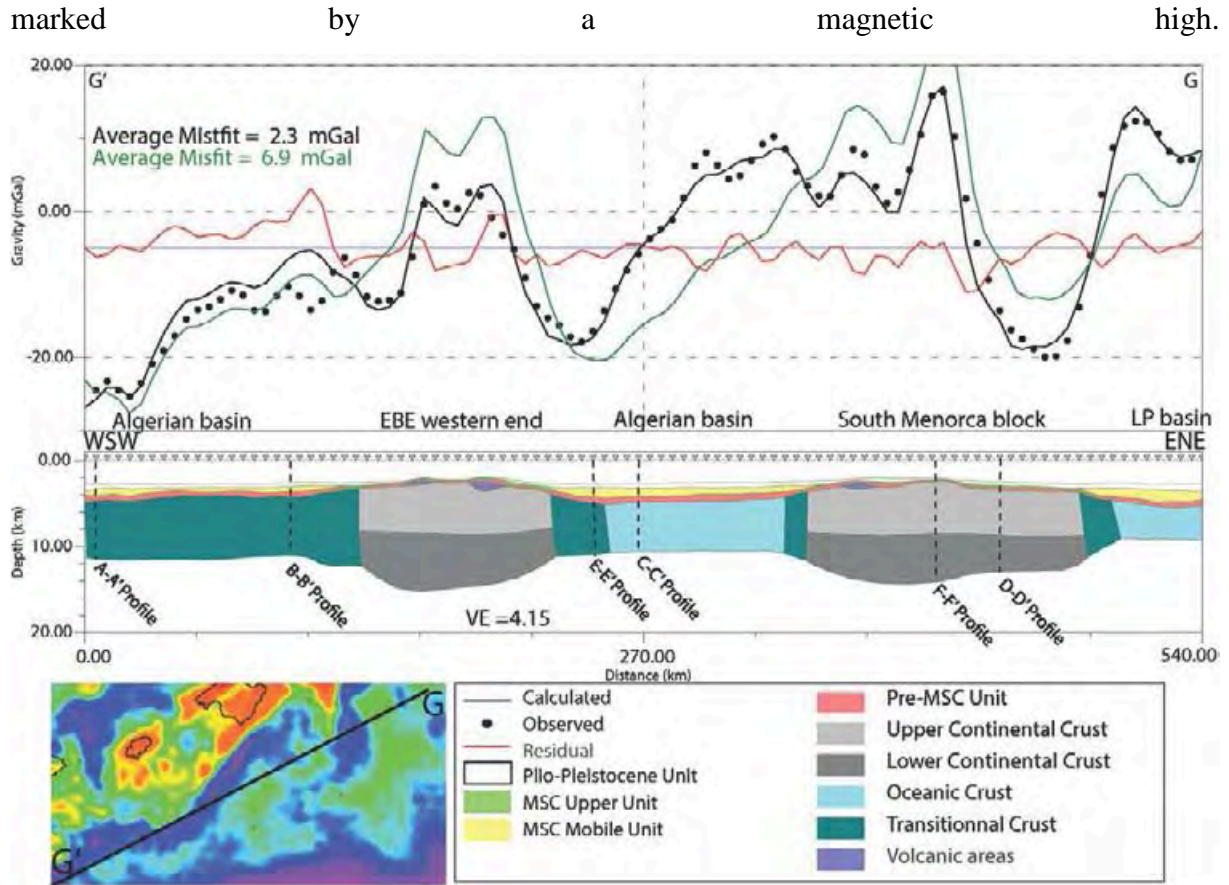 marked by a magnetic high.
20.00
G'
G
Average Mistfit = 2.3 mGal
Average Misfit = 6.9 mGal
Gravity (mGal)
0.00
-20.00
Algerian basin EBE western end Algerian basin South Menorca block LP basin
WSW ENE
0.00
Depth (km)
10.00
20.00
A-A' Profile
B-B' Profile
E-E' Profile
C-C' Profile
F-F' Profile
D-D' Profile
VE =4.15
0.00 270.00 540.00
Distance (km)
G
G'
Calculated
Observed
Residual
Plio-Pleistocene Unit
MSC Upper Unit
MSC Mobile Unit
Pre-MSC Unit
Upper Continental Crust
Lower Continental Crust
Oceanic Crust
Transitionnal Crust
Volcanic areas